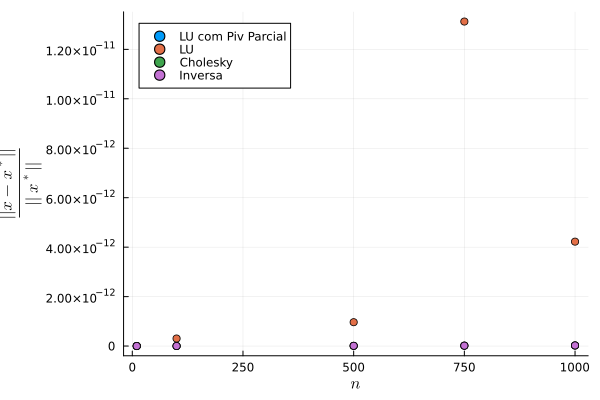 LU com Piv Parcial
LU
Cholesky
Inversa
1.20×10⁻¹¹
1.00×10⁻¹¹
8.00×10⁻¹²
6.00×10⁻¹²
4.00×10⁻¹²
2.00×10⁻¹²
0
||x − x*||
||x*||
0 250 500 750 1000
n